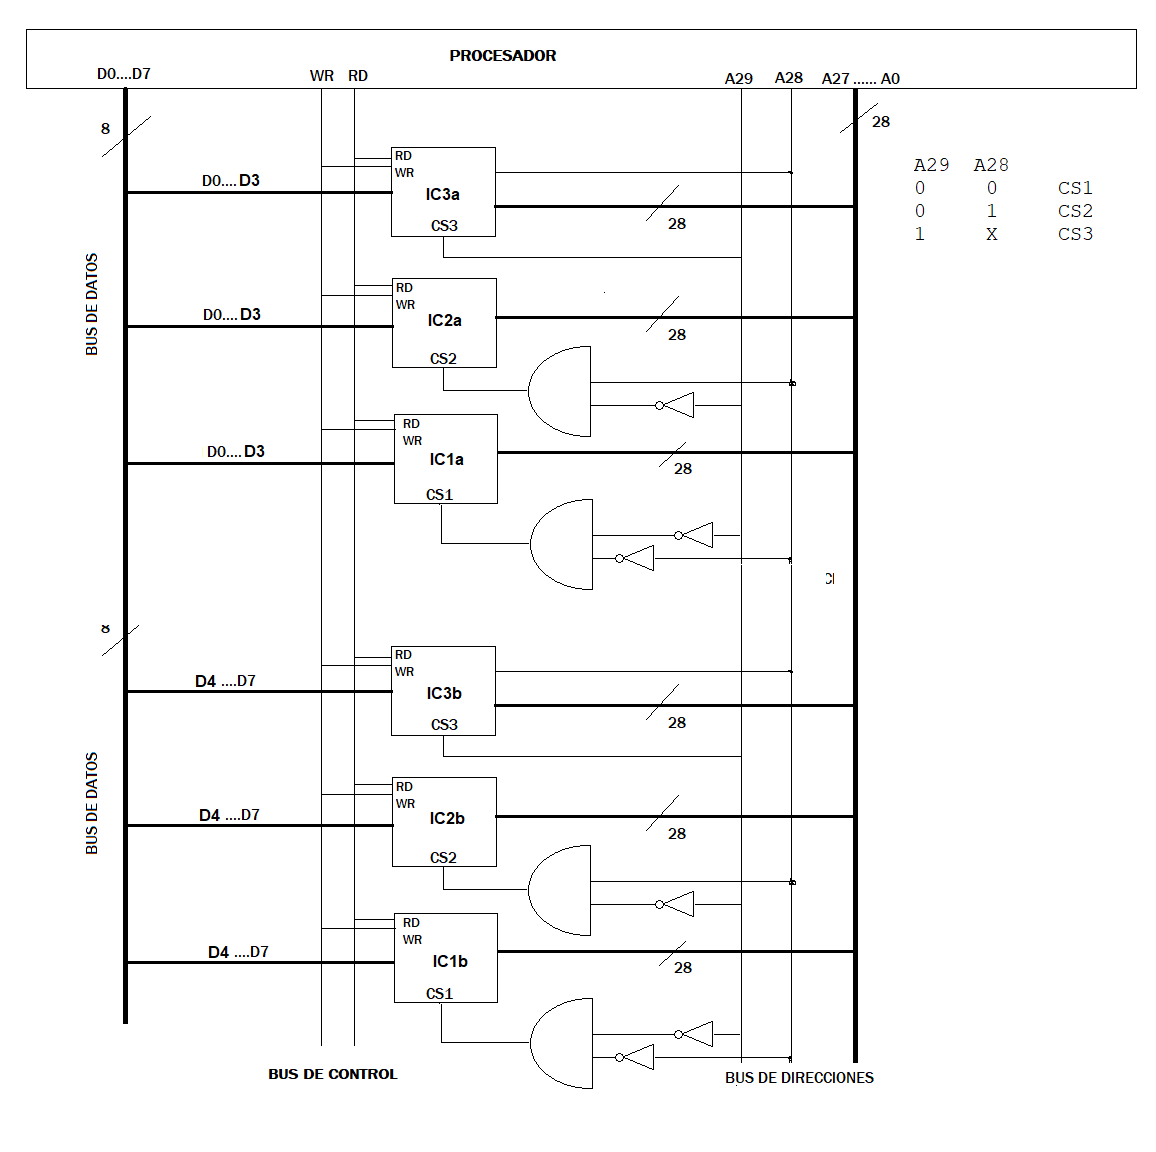 PROCESADOR
D0....D7 WR RD A29 A28 A27 ...... A0
8 28
A29 A28
0 0 CS1
0 1 CS2
1 X CS3
RD
WR
D0.... D3
IC3a
CS3
28
BUS DE DATOS
RD
WR
D0.... D3
IC2a
CS2
28
RD
WR
D0.... D3
IC1a
CS1
28
8
RD
WR
D4 ....D7
IC3b
CS3
28
BUS DE DATOS
RD
WR
D4 ....D7
IC2b
CS2
28
RD
WR
D4 ....D7
IC1b
CS1
28
BUS DE CONTROL
BUS DE DIRECCIONES